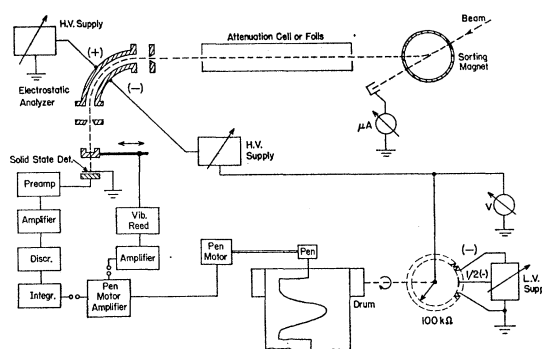 H.V. Supply
(+)
Electrostatic
Analyzer
(-)
Attenuation Cell or Foils
Beam
Sorting
Magnet
μA
H.V.
Supply
Solid State Det.
Preamp
Amplifier
Discr.
Integr.
Vib.
Reed
Amplifier
Pen Motor
Amplifier
Pen
Motor
Pen
Drum
V
(-)
1/2(-)
100 kΩ
L.V.
Supp